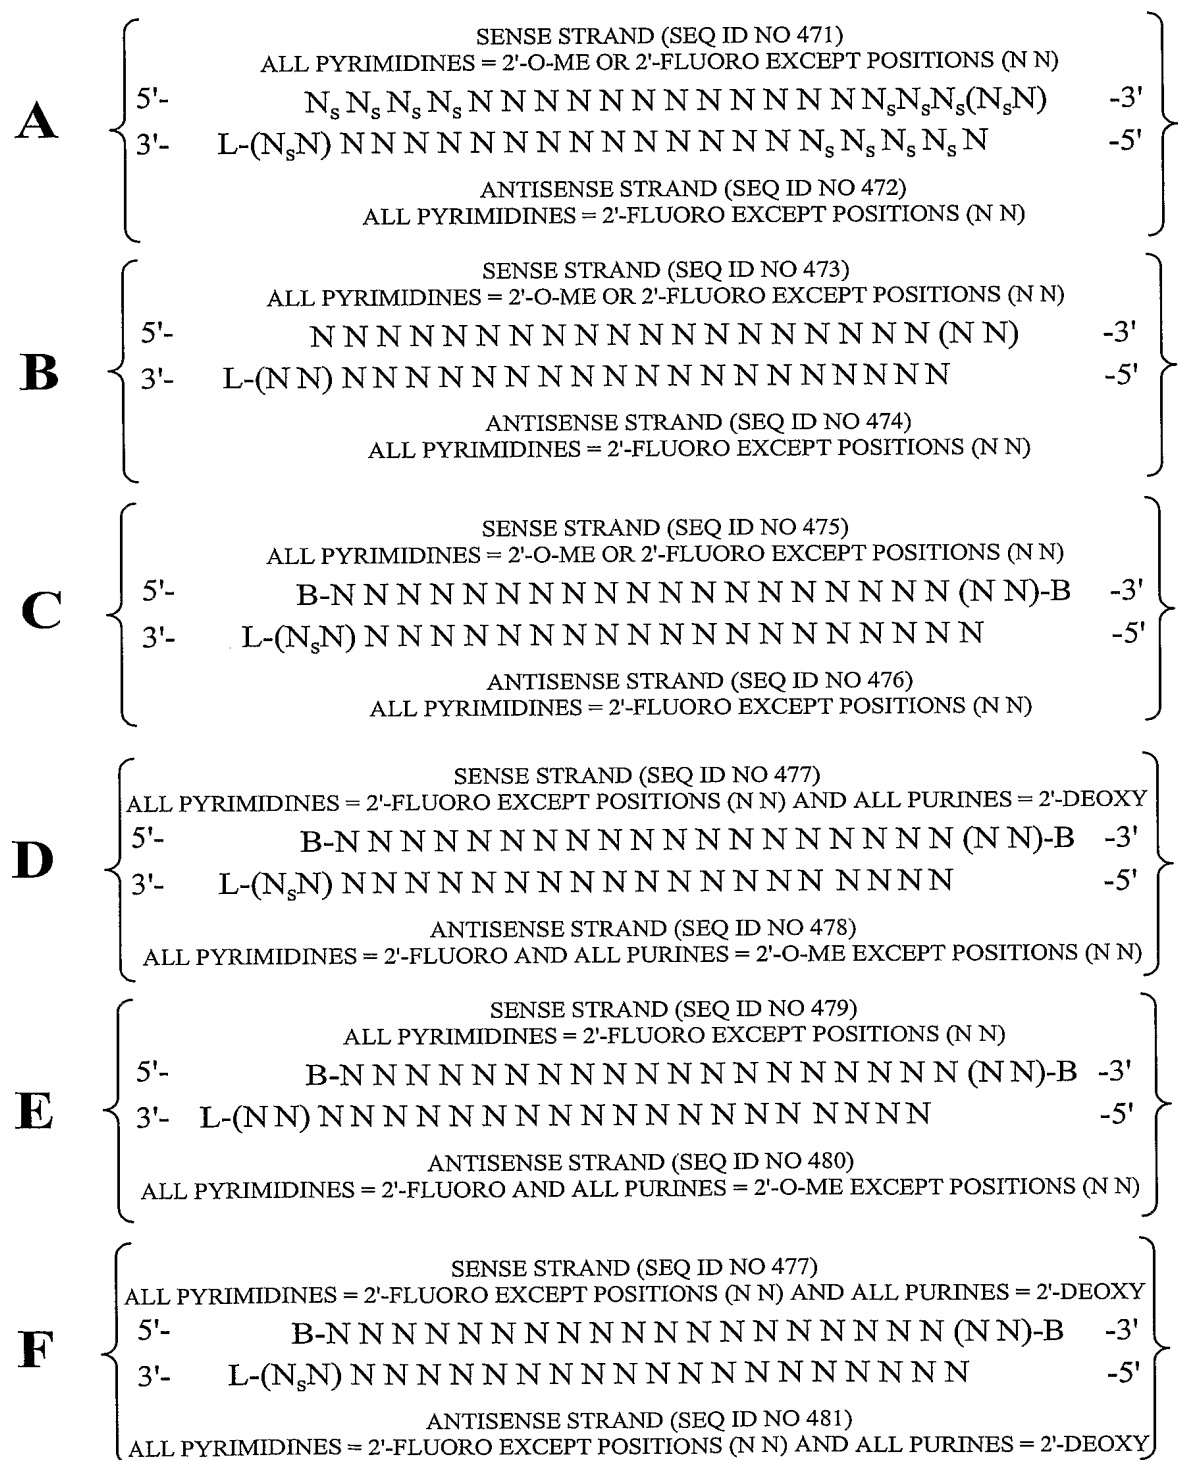 A
SENSE STRAND (SEQ ID NO 471)
ALL PYRIMIDINES = 2'-O-ME OR 2'-FLUORO EXCEPT POSITIONS (N N)
5'- NₛNₛNₛNₛN N N N N N N N N N N N NₛNₛNₛ(NₛN) -3'
3'- L-(NₛN) N N N N N N N N N N N N N N NₛNₛNₛNₛN -5'
ANTISENSE STRAND (SEQ ID NO 472)
ALL PYRIMIDINES = 2'-FLUORO EXCEPT POSITIONS (N N)
B
SENSE STRAND (SEQ ID NO 473)
ALL PYRIMIDINES = 2'-O-ME OR 2'-FLUORO EXCEPT POSITIONS (N N)
5'- N N N N N N N N N N N N N N N N N N N (N N) -3'
3'- L-(N N) N N N N N N N N N N N N N N N N N N N -5'
ANTISENSE STRAND (SEQ ID NO 474)
ALL PYRIMIDINES = 2'-FLUORO EXCEPT POSITIONS (N N)
C
SENSE STRAND (SEQ ID NO 475)
ALL PYRIMIDINES = 2'-O-ME OR 2'-FLUORO EXCEPT POSITIONS (N N)
5'- B-N N N N N N N N N N N N N N N N N N N (N N)-B -3'
3'- L-(NₛN) N N N N N N N N N N N N N N N N N N N -5'
ANTISENSE STRAND (SEQ ID NO 476)
ALL PYRIMIDINES = 2'-FLUORO EXCEPT POSITIONS (N N)
D
SENSE STRAND (SEQ ID NO 477)
ALL PYRIMIDINES = 2'-FLUORO EXCEPT POSITIONS (N N) AND ALL PURINES = 2'-DEOXY
5'- B-N N N N N N N N N N N N N N N N N N N (N N)-B -3'
3'- L-(NₛN) N N N N N N N N N N N N N N N N N N N -5'
ANTISENSE STRAND (SEQ ID NO 478)
ALL PYRIMIDINES = 2'-FLUORO AND ALL PURINES = 2'-O-ME EXCEPT POSITIONS (N N)
E
SENSE STRAND (SEQ ID NO 479)
ALL PYRIMIDINES = 2'-FLUORO EXCEPT POSITIONS (N N)
5'- B-N N N N N N N N N N N N N N N N N N N (N N)-B -3'
3'- L-(N N) N N N N N N N N N N N N N N N N N N N -5'
ANTISENSE STRAND (SEQ ID NO 480)
ALL PYRIMIDINES = 2'-FLUORO AND ALL PURINES = 2'-O-ME EXCEPT POSITIONS (N N)
F
SENSE STRAND (SEQ ID NO 477)
ALL PYRIMIDINES = 2'-FLUORO EXCEPT POSITIONS (N N) AND ALL PURINES = 2'-DEOXY
5'- B-N N N N N N N N N N N N N N N N N N N (N N)-B -3'
3'- L-(NₛN) N N N N N N N N N N N N N N N N N N N -5'
ANTISENSE STRAND (SEQ ID NO 481)
ALL PYRIMIDINES = 2'-FLUORO EXCEPT POSITIONS (N N) AND ALL PURINES = 2'-DEOXY